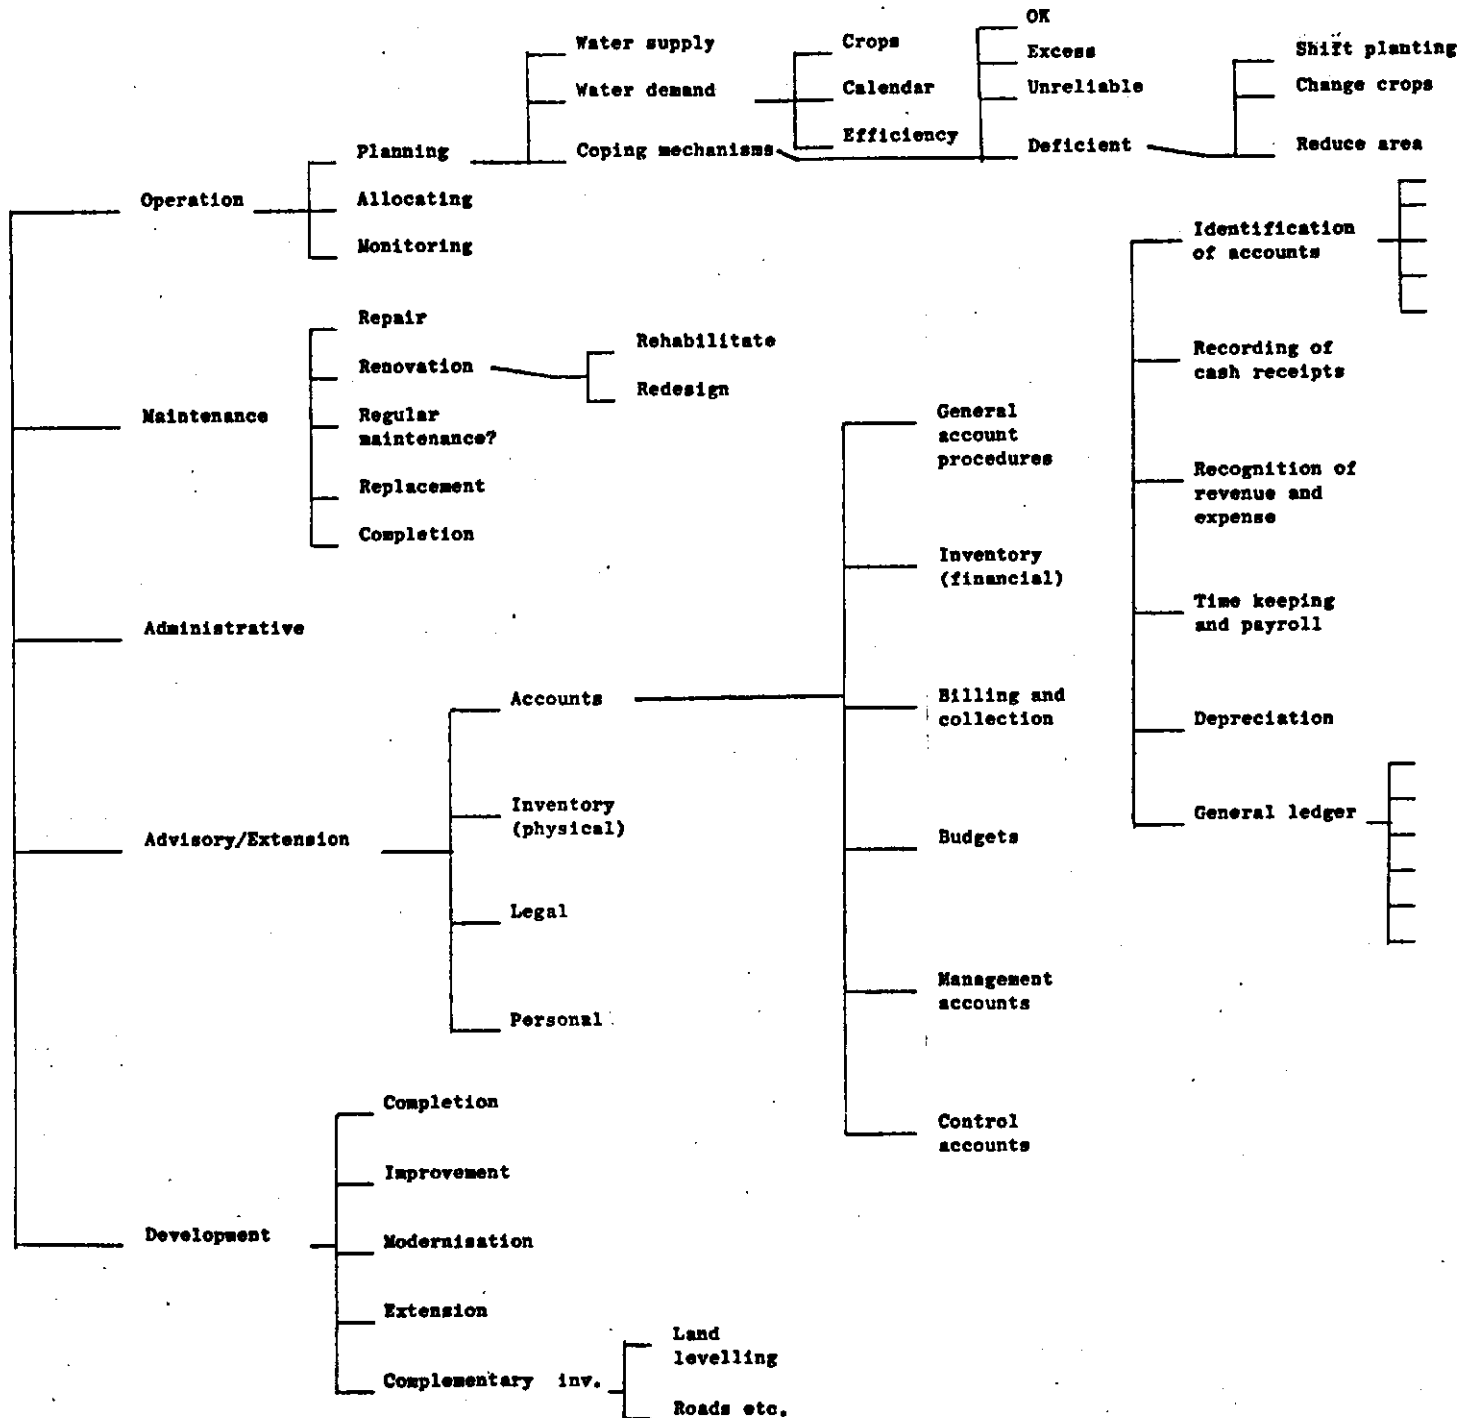 OK
Water supply
Crops
Excess
Shift planting
Water demand
Calendar
Unreliable
Change crops
Planning
Coping mechanisms
Efficiency
Deficient
Reduce area
Operation
Allocating
Monitoring
Identification
of accounts
Repair
Renovation
Rehabilitate
Redesign
Recording of
cash receipts
Maintenance
Regular
maintenance?
Replacement
Completion
General
account
procedures
Recognition of
revenue and
expense
Inventory
(financial)
Administrative
Time keeping
and payroll
Accounts
Billing and
collection
Depreciation
Advisory/Extension
Inventory
(physical)
Budgets
General ledger
Legal
Personal
Management
accounts
Completion
Control
accounts
Improvement
Development
Modernisation
Extension
Complementary inv.
Land
levelling
Roads etc.